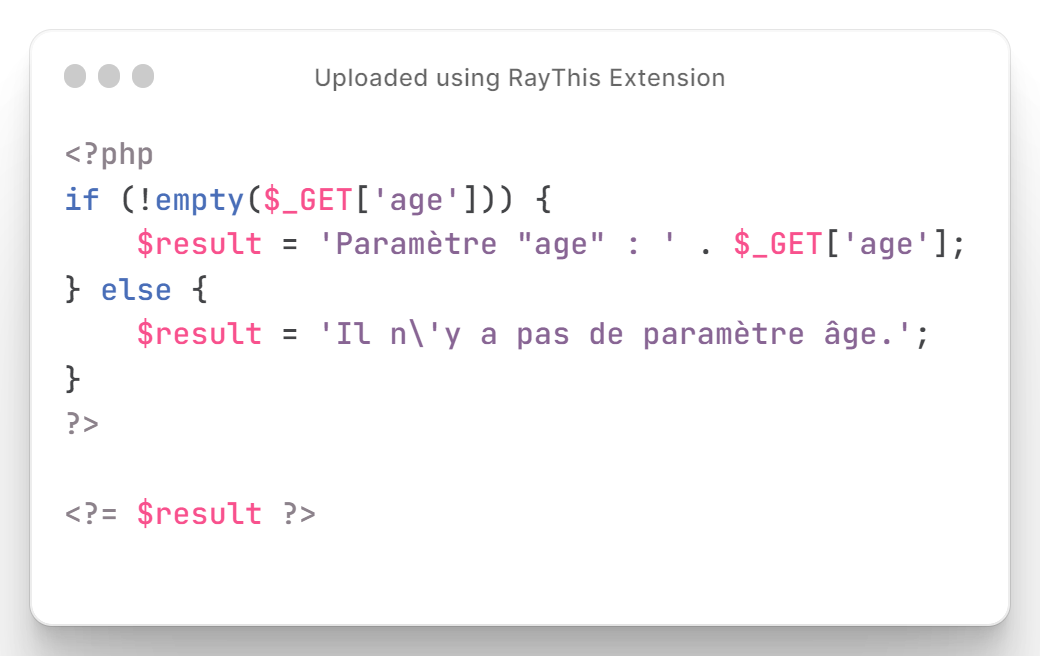 Uploaded using RayThis Extension
<?php
if (!empty($_GET['age'])) {
    $result = 'Paramètre "age" : ' . $_GET['age'];
} else {
    $result = 'Il n\'y a pas de paramètre âge.';
}
?>
<?= $result ?>